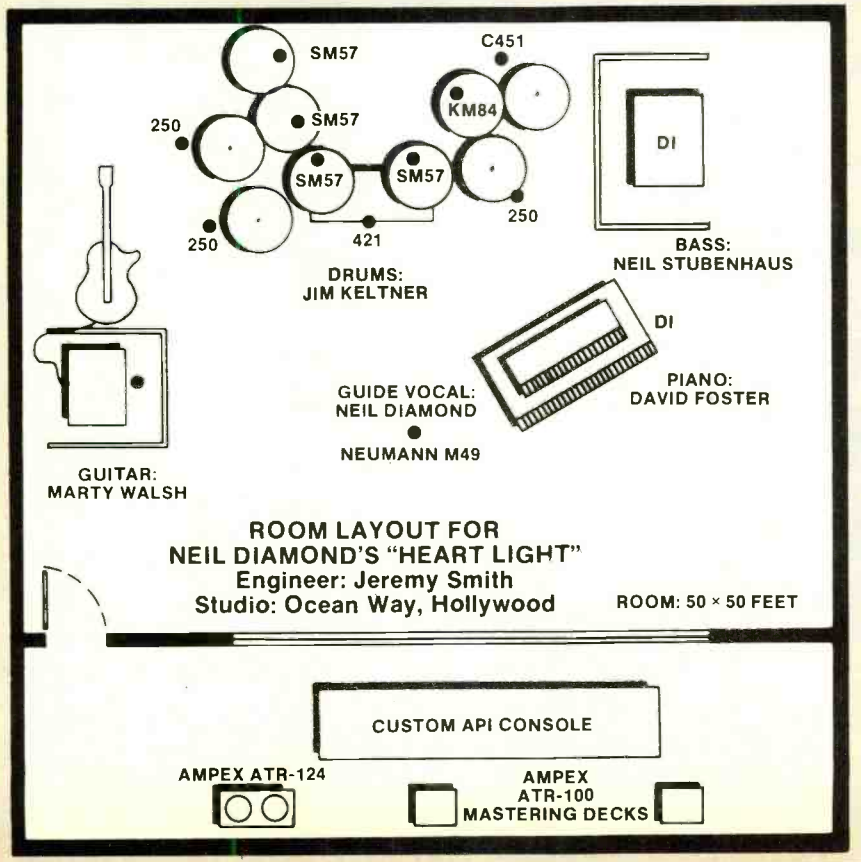 SM57
C451
SM57
KM84
250
DI
SM57
SM57
250
250
421
BASS:
NEIL STUBENHAUS
DRUMS:
JIM KELTNER
DI
PIANO:
DAVID FOSTER
GUIDE VOCAL:
NEIL DIAMOND
NEUMANN M49
GUITAR:
MARTY WALSH
ROOM LAYOUT FOR
NEIL DIAMOND'S “HEART LIGHT”
Engineer: Jeremy Smith
Studio: Ocean Way, Hollywood
ROOM: 50 × 50 FEET
CUSTOM API CONSOLE
AMPEX ATR-124
AMPEX
ATR-100
MASTERING DECKS